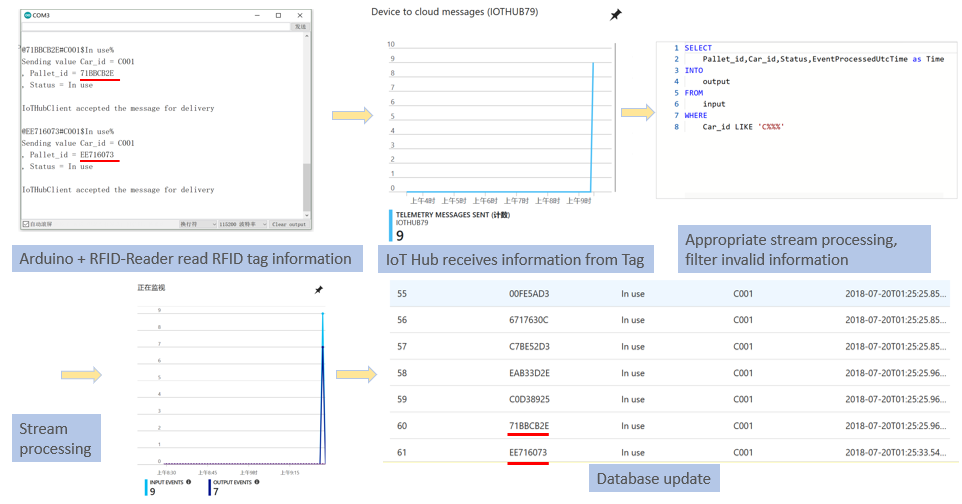 COM3
发送
@71BBCB2E#C001$In use%
Sending value Car_id = C001
, Pallet_id = 71BBCB2E
, Status = In use
IoTHubClient accepted the message for delivery
@EE716073#C001$In use%
Sending value Car_id = C001
, Pallet_id = EE716073
, Status = In use
IoTHubClient accepted the message for delivery
自动滚屏
换行符
115200 波特率
Clear output
Arduino + RFID-Reader read RFID tag information
Device to cloud messages (IOTHUB79)
10
9
8
7
6
5
4
3
2
1
0
上午4时 上午5时 上午6时 上午7时 上午8时 上午9时
TELEMETRY MESSAGES SENT (计数)
IOTHUB79
9
IoT Hub receives information from Tag
1 SELECT
2 Pallet_id,Car_id,Status,EventProcessedUtcTime as Time
3 INTO
4 output
5 FROM
6 input
7 WHERE
8 Car_id LIKE 'C%%%'
Appropriate stream processing,
filter invalid information
正在监视
9
8
7
6
5
4
3
2
1
0
上午8:30 上午8:45 上午9时 上午9:15
INPUT EVENTS
9
OUTPUT EVENTS
7
Stream
processing
55 00FE5AD3 In use C001 2018-07-20T01:25:25.85...
56 6717630C In use C001 2018-07-20T01:25:25.85...
57 C7BE52D3 In use C001 2018-07-20T01:25:25.85...
58 EAB33D2E In use C001 2018-07-20T01:25:25.96...
59 C0D38925 In use C001 2018-07-20T01:25:25.96...
60 71BBCB2E In use C001 2018-07-20T01:25:25.96...
61 EE716073 In use C001 2018-07-20T01:25:33.54...
Database update